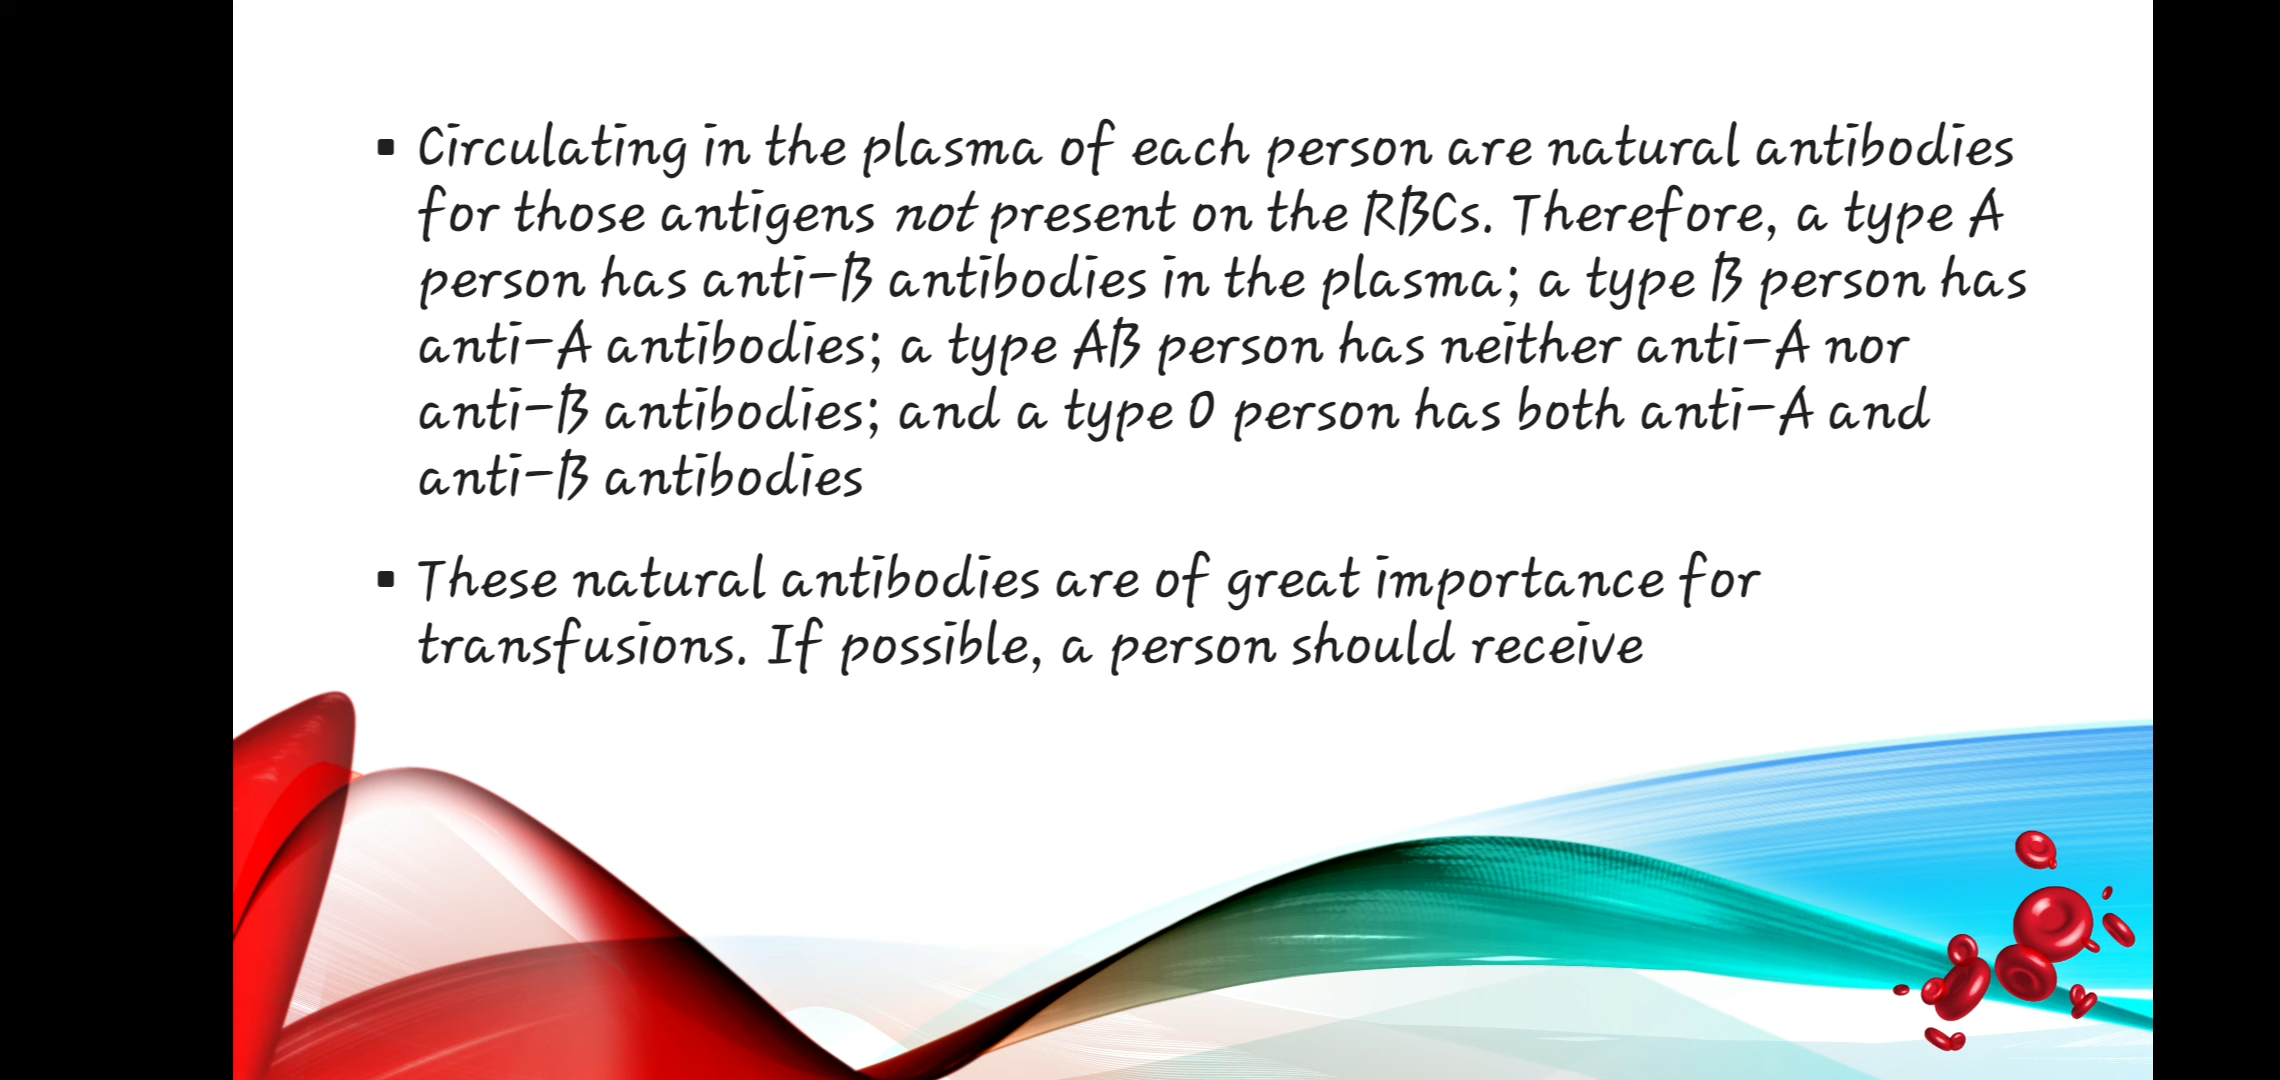 ▪ Circulating in the plasma of each person are natural antibodies
for those antigens not present on the RBCs. Therefore, a type A
person has anti-B antibodies in the plasma; a type B person has
anti-A antibodies; a type AB person has neither anti-A nor
anti-B antibodies; and a type O person has both anti-A and
anti-B antibodies
▪ These natural antibodies are of great importance for
transfusions. If possible, a person should receive